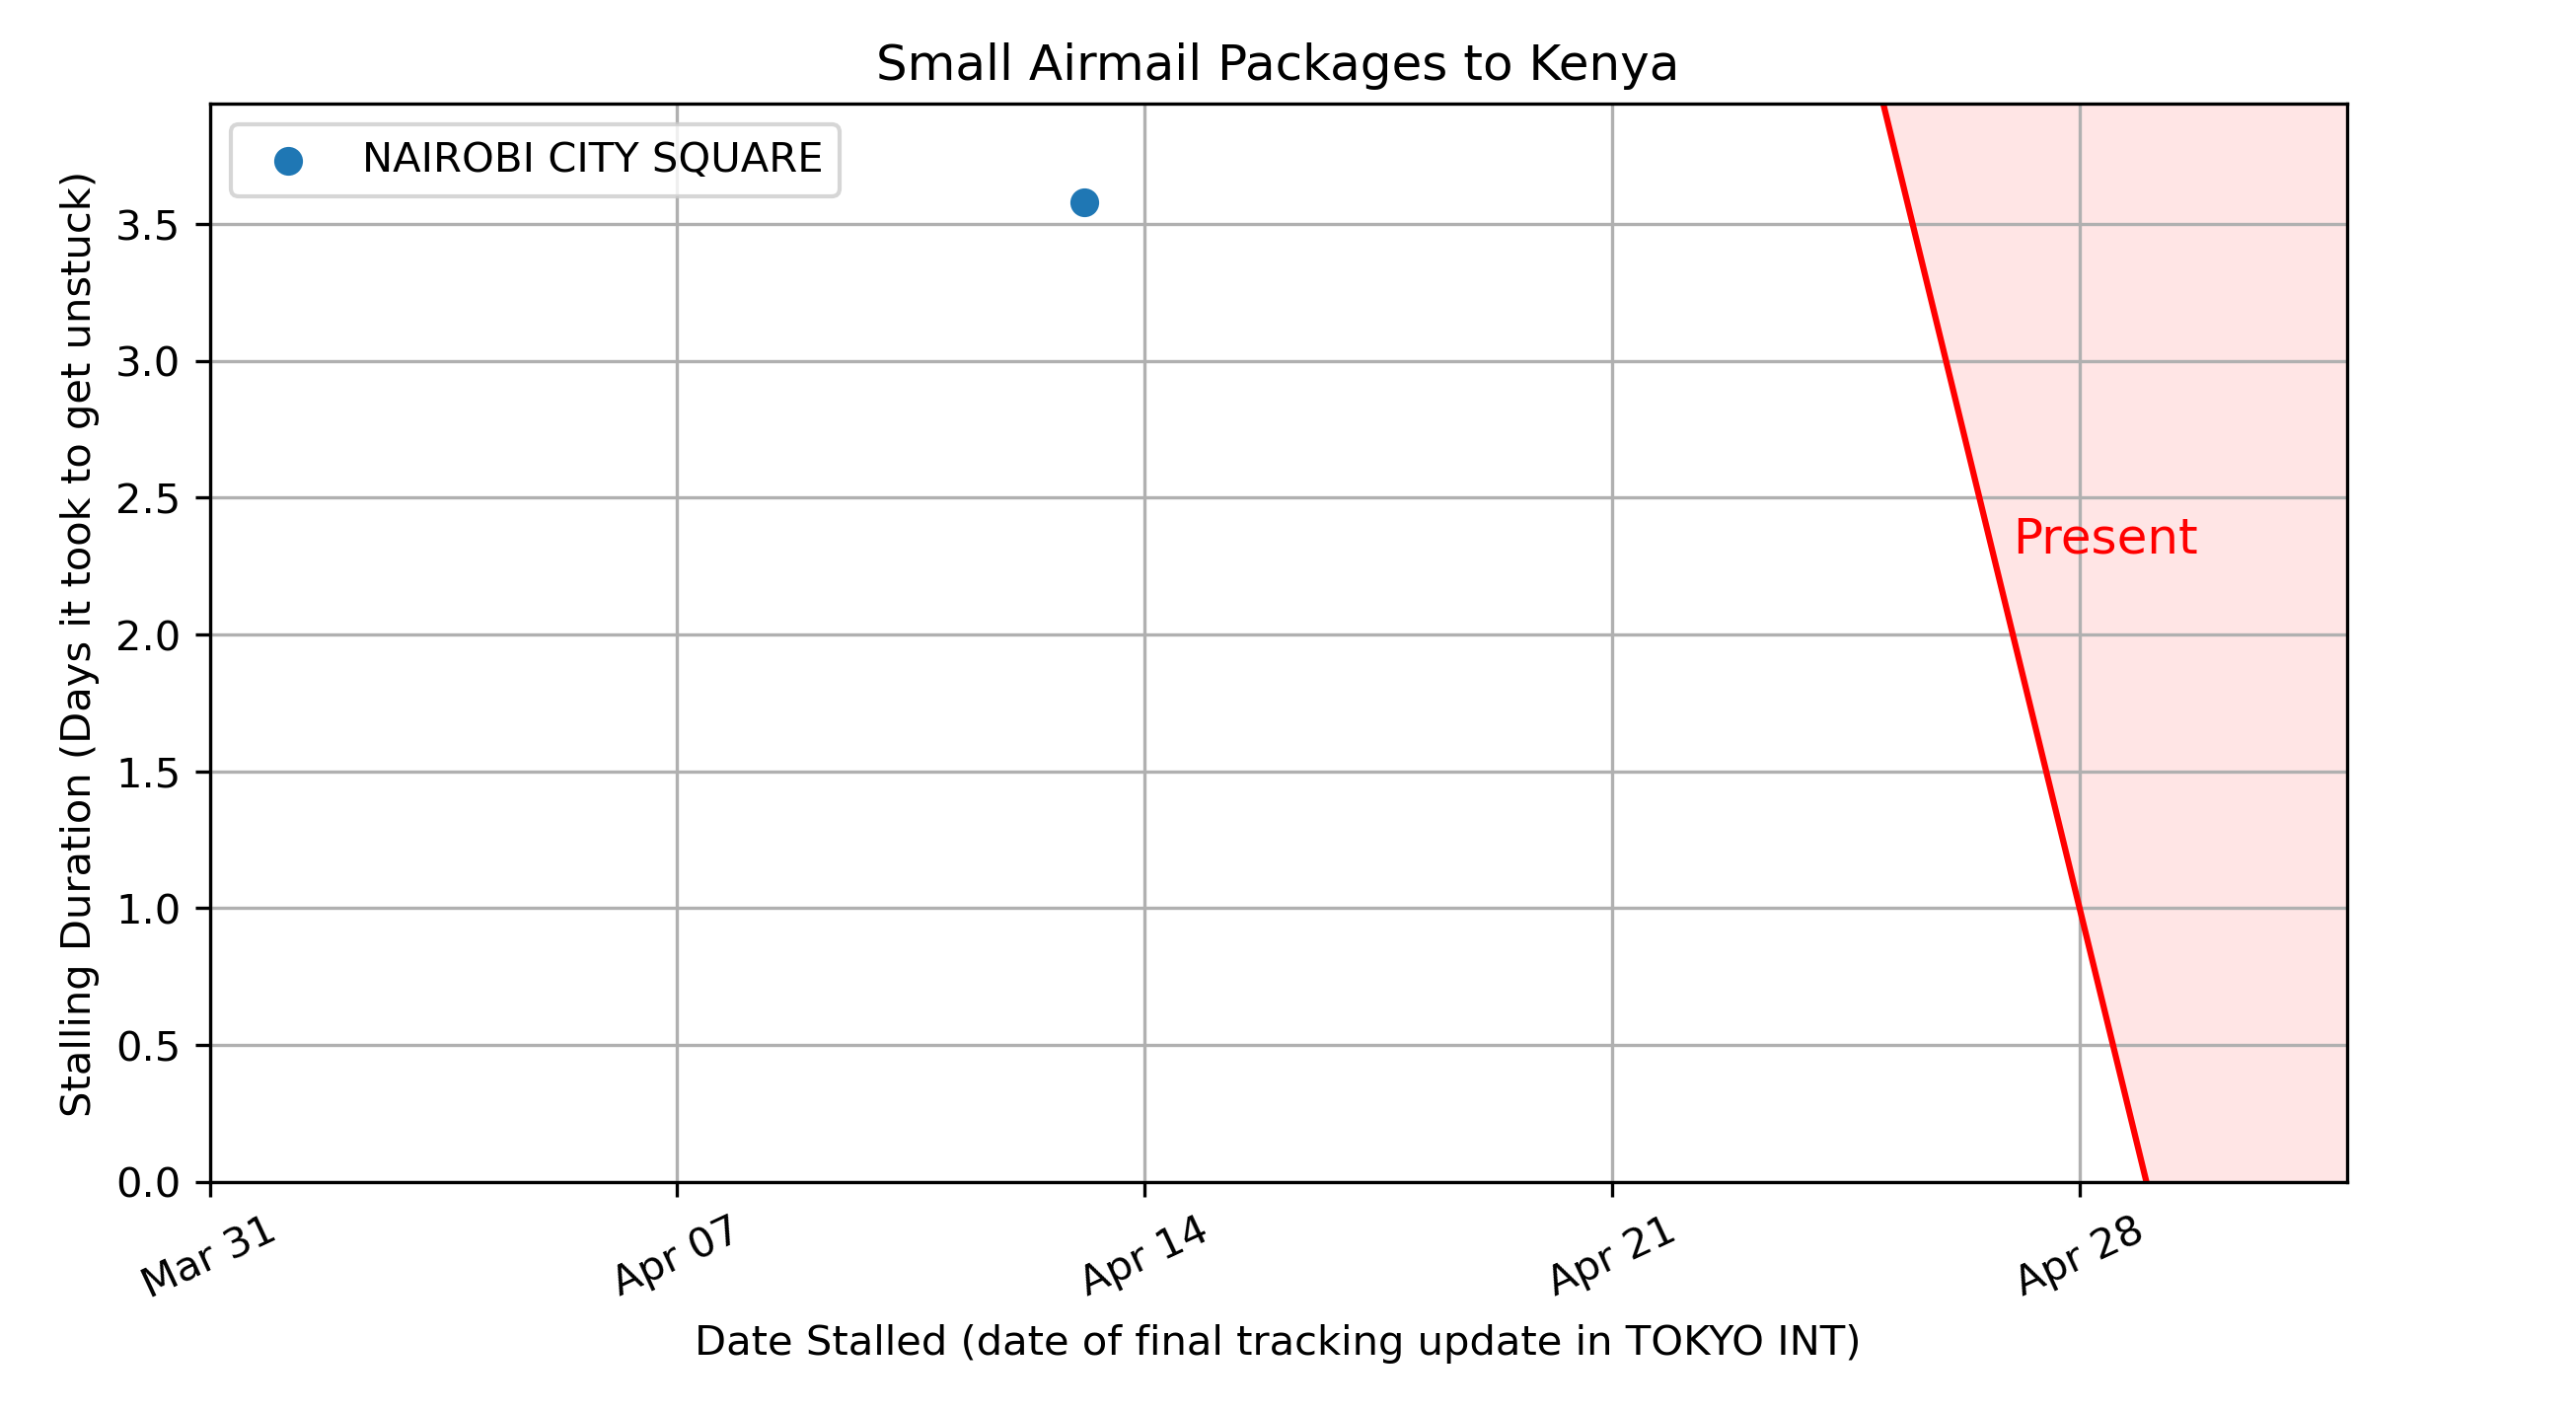 Small Airmail Packages to Kenya
NAIROBI CITY SQUARE
Stalling Duration (Days it took to get unstuck)
3.5
3.0
2.5
2.0
1.5
1.0
0.5
0.0
Present
Mar 31
Apr 07
Apr 14
Apr 21
Apr 28
Date Stalled (date of final tracking update in TOKYO INT)